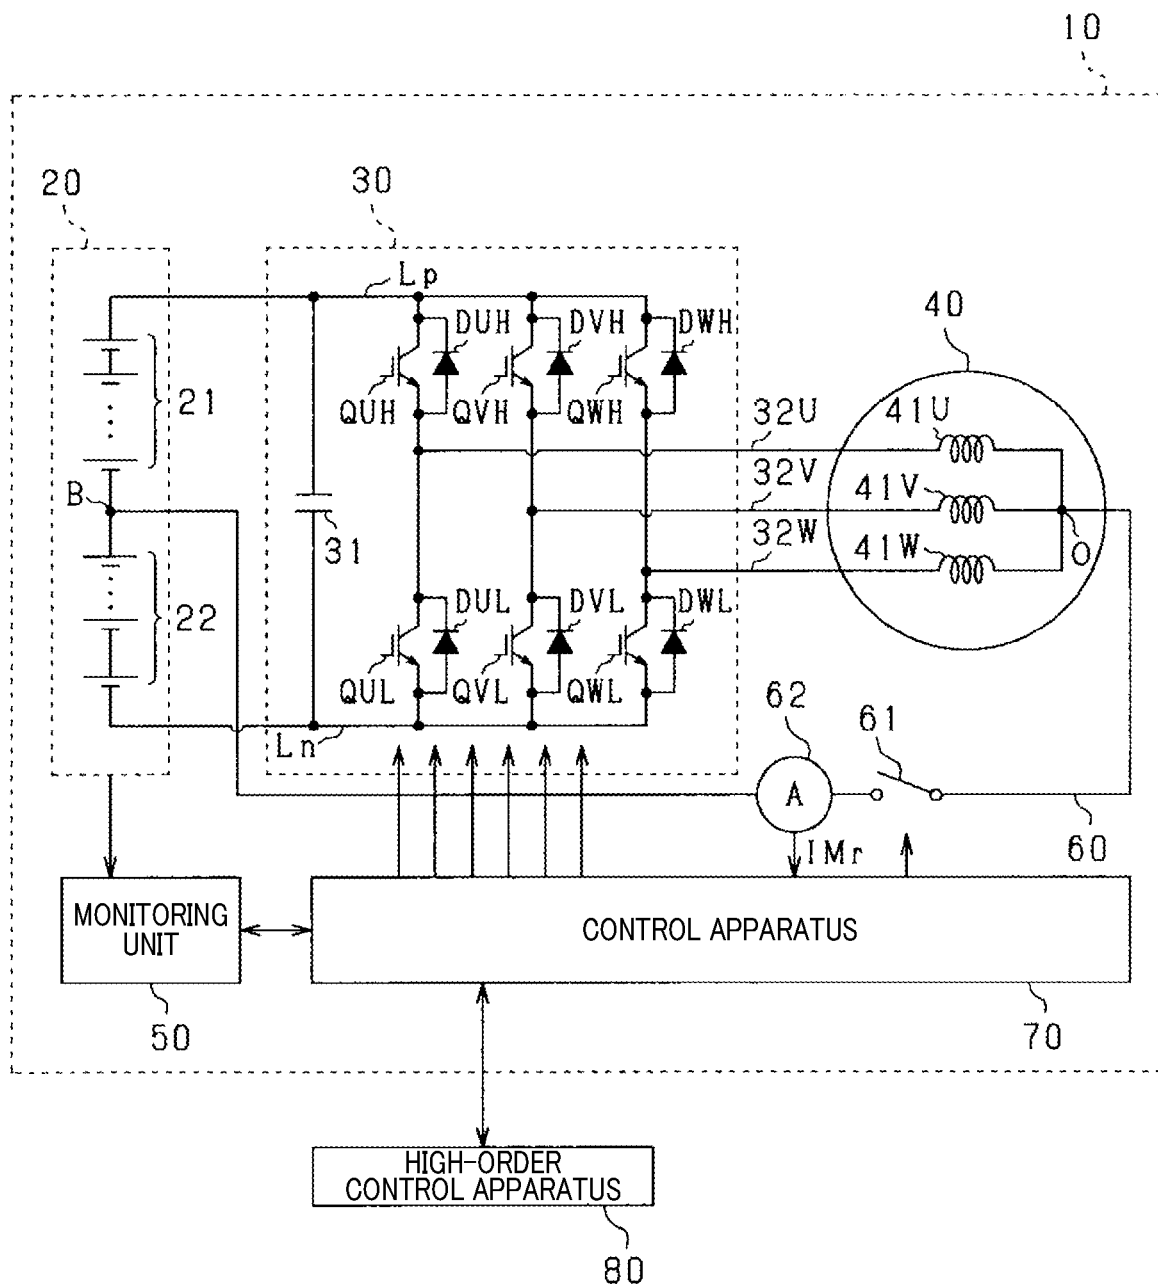 10
20
30
Lp
40
DUH
DVH
DWH
21
QUH
QVH
QWH
32U
41U
B
32V
41V
31
32W
41W
O
22
DUL
DVL
DWL
QUL
QVL
QWL
62
61
Ln
A
IMr
60
MONITORING
UNIT
CONTROL APPARATUS
50
70
HIGH-ORDER
CONTROL APPARATUS
80